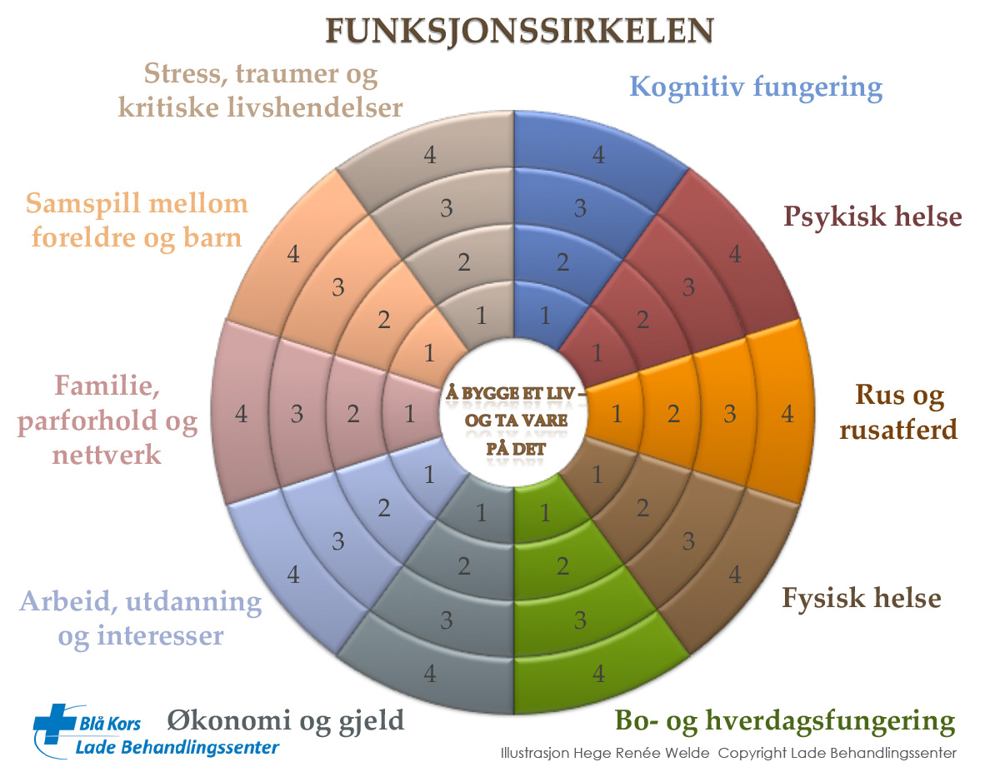 FUNKSJONSSIRKELEN
Stress, traumer og
kritiske livshendelser
Kognitiv fungering
Samspill mellom
foreldre og barn
Psykisk helse
Familie,
parforhold og
nettverk
Rus og
rusatferd
Arbeid, utdanning
og interesser
Fysisk helse
Økonomi og gjeld
Bo- og hverdagsfungering
4 3 2 1
4 3 2 1
4 3 2 1
4 3 2 1
4 3 2 1
4 3 2 1
4 3 2 1
4 3 2 1
4 3 2 1
4 3 2 1
Å BYGGE ET LIV –
OG TA VARE
PÅ DET
Blå Kors
Lade Behandlingssenter
Illustrasjon Hege Renée Welde Copyright Lade Behandlingssenter